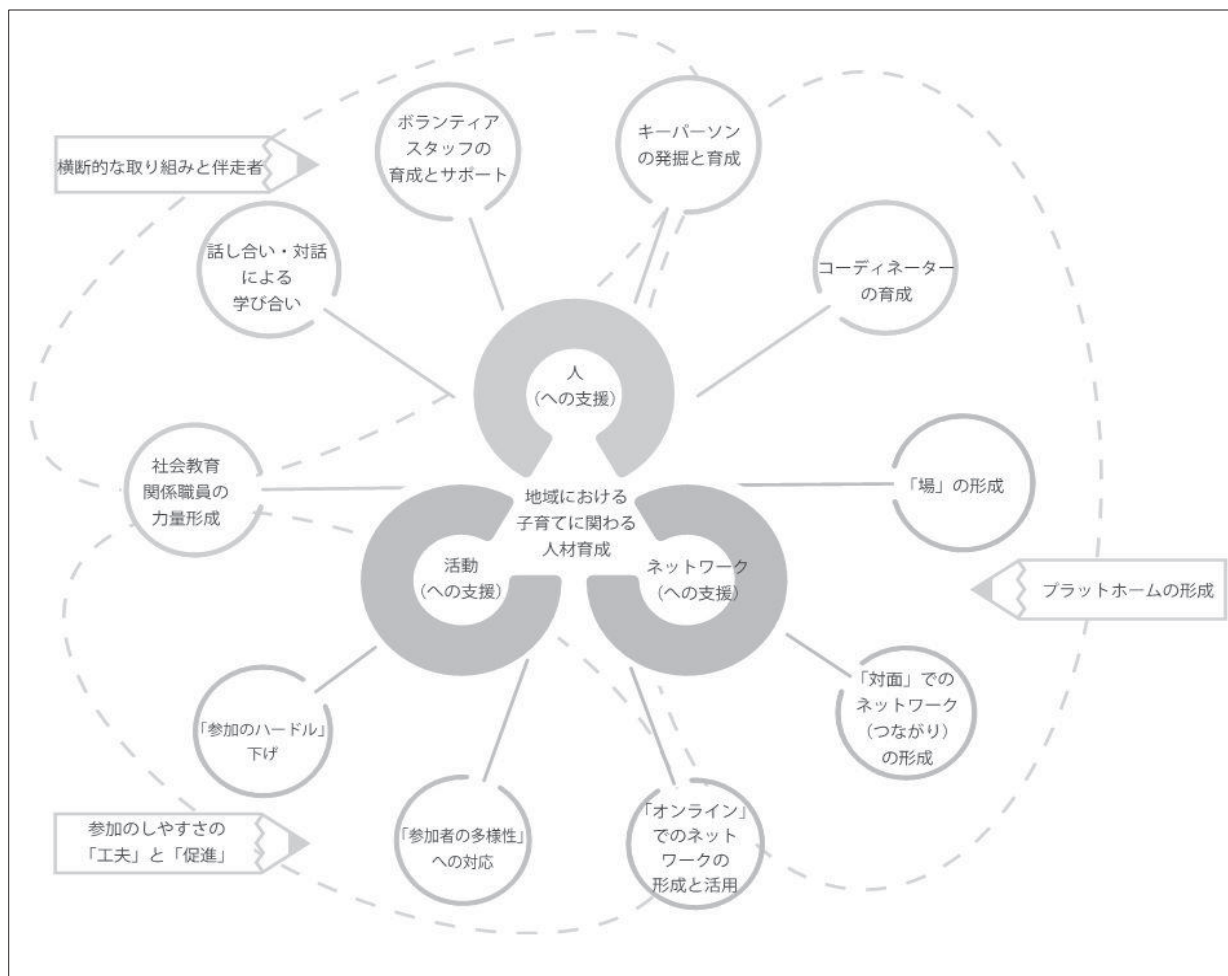 ボランティア
スタッフの
育成とサポート
キーパーソン
の発掘と育成
横断的な取り組みと伴走者
話し合い・対話
による
学び合い
コーディネーター
の育成
人
(への支援)
社会教育
関係職員の
力量形成
「場」の形成
地域における
子育てに関わる
人材育成
活動
(への支援)
ネットワーク
(への支援)
プラットホームの形成
「参加のハードル」
下げ
「対面」での
ネットワーク
(つながり)
の形成
参加のしやすさの
「工夫」と「促進」
「参加者の多様性」
への対応
「オンライン」
でのネット
ワークの
形成と活用